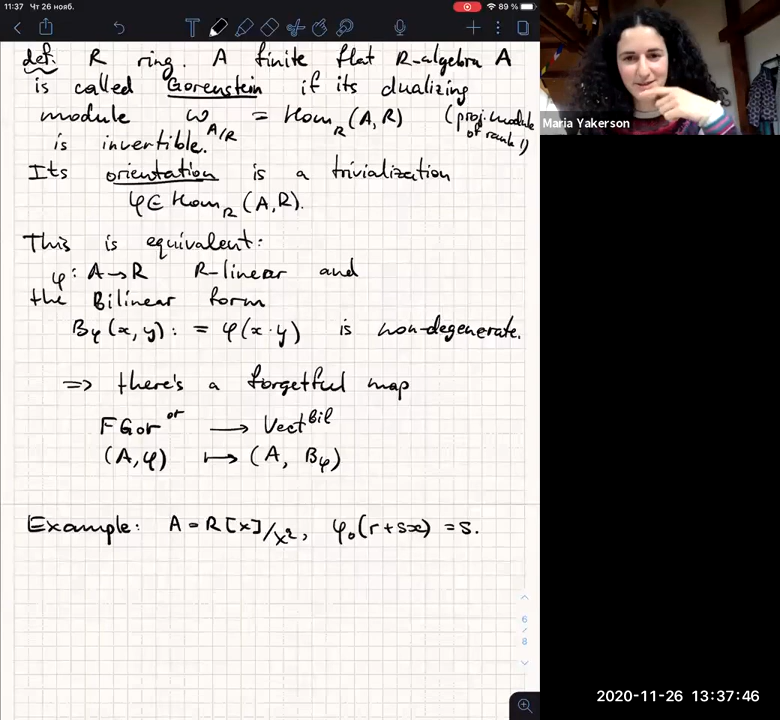 11:37 Чт 26 нояб.
89 %
def: R ring. A finite flat R-algebra A
is called Gorenstein if its dualizing
module ω_{A/R} = Hom_R (A, R) (proj. module of rank 1)
is invertible.
Its orientation is a trivialization
φ ∈ Hom_R (A, R).
This is equivalent:
φ: A → R R-linear and
the Bilinear form
B_φ (x, y) : = φ(x · y) is non-degenerate.
⇒ there's a forgetful map
FGor^{or} → Vect^{Bil}
(A, φ) ↦ (A, B_φ)
Example: A = R[x]/x², φ₀(r + sx) = s.
Maria Yakerson
6
/
8
2020-11-26 13:37:46